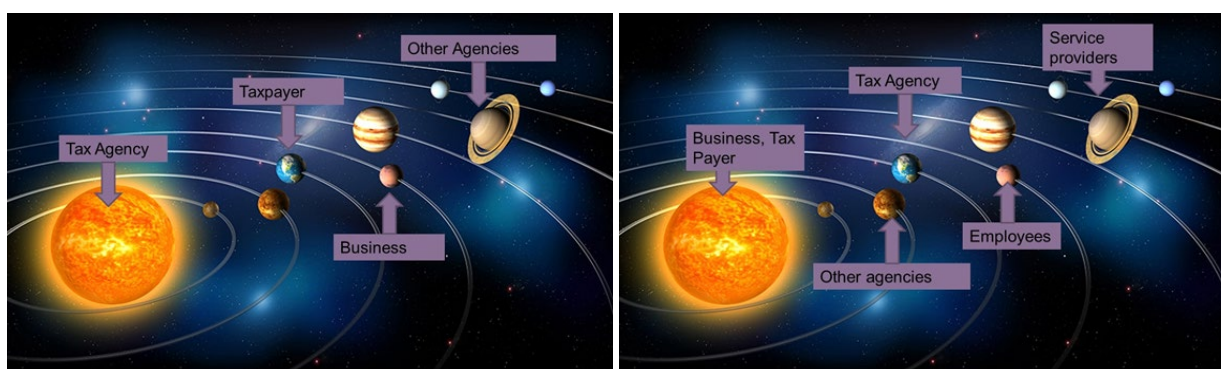 Other Agencies
Taxpayer
Tax Agency
Business
Service
providers
Tax Agency
Business, Tax
Payer
Employees
Other agencies